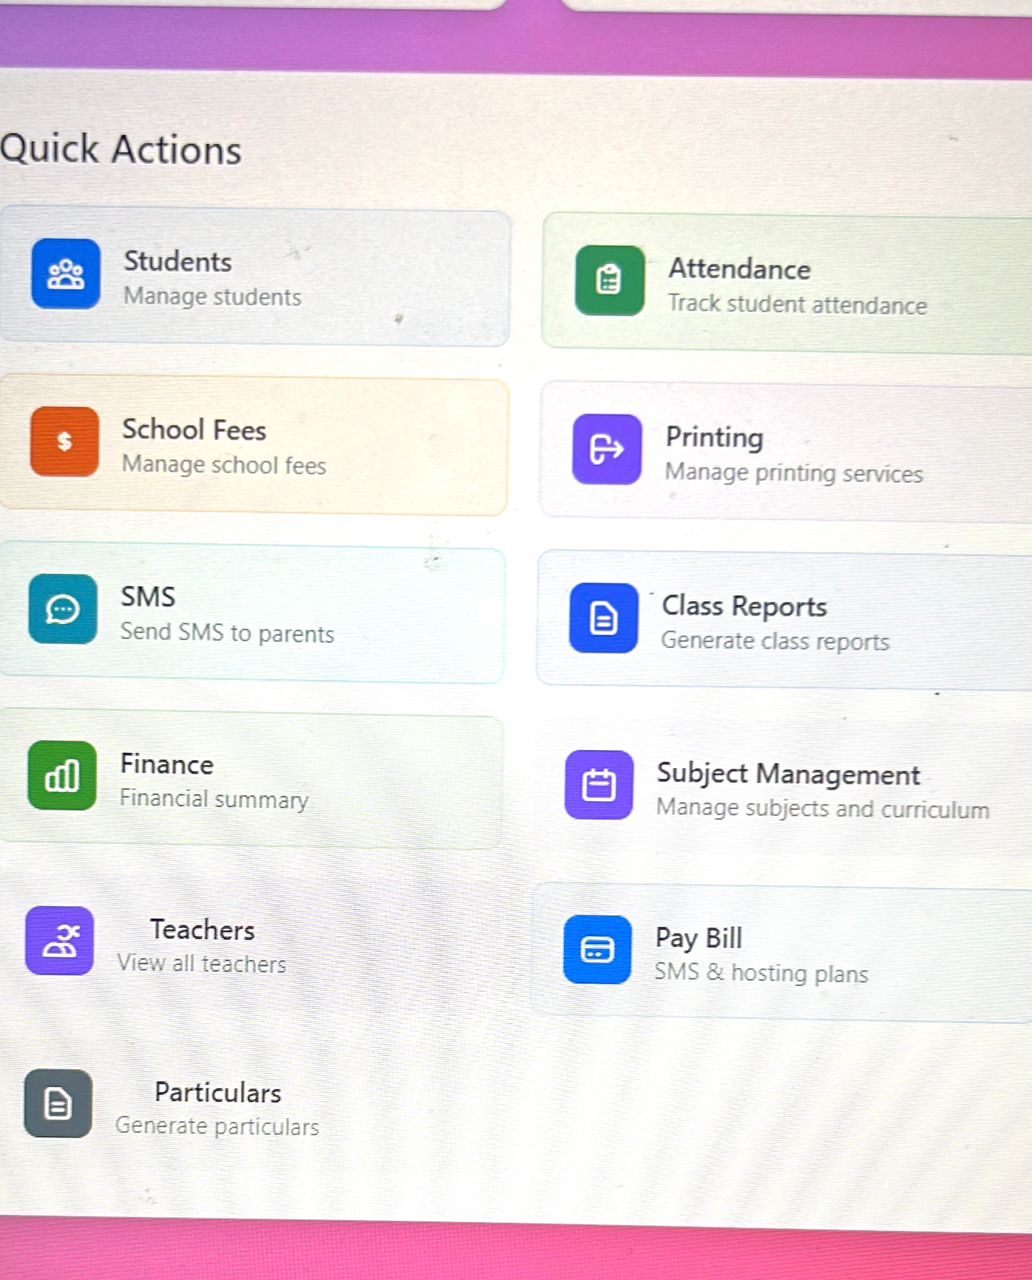 Quick Actions
Students
Manage students
Attendance
Track student attendance
School Fees
Manage school fees
Printing
Manage printing services
SMS
Send SMS to parents
Class Reports
Generate class reports
Finance
Financial summary
Subject Management
Manage subjects and curriculum
Teachers
View all teachers
Pay Bill
SMS & hosting plans
Particulars
Generate particulars